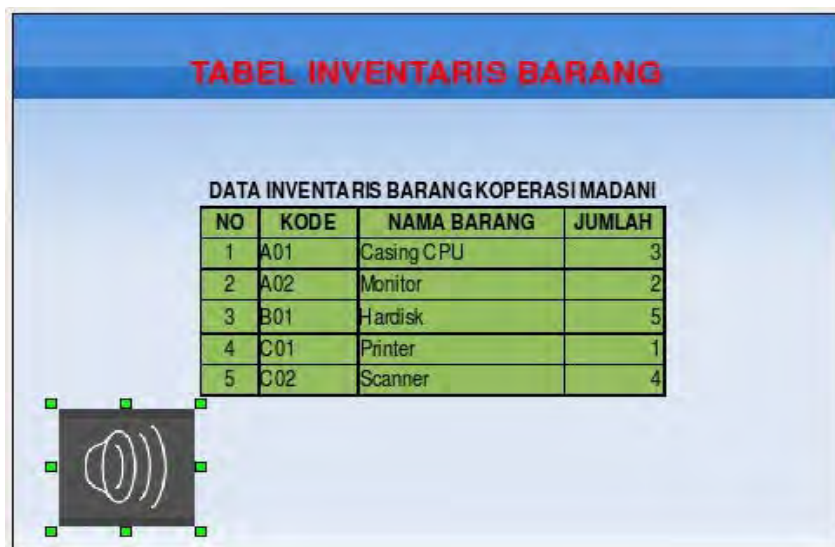 TABEL INVENTARIS BARANG
DATA INVENTARIS BARANG KOPERASI MADANI
NO KODE NAMA BARANG JUMLAH
1 A01 Casing CPU 3
2 A02 Monitor 2
3 B01 Hardisk 5
4 C01 Printer 1
5 C02 Scanner 4